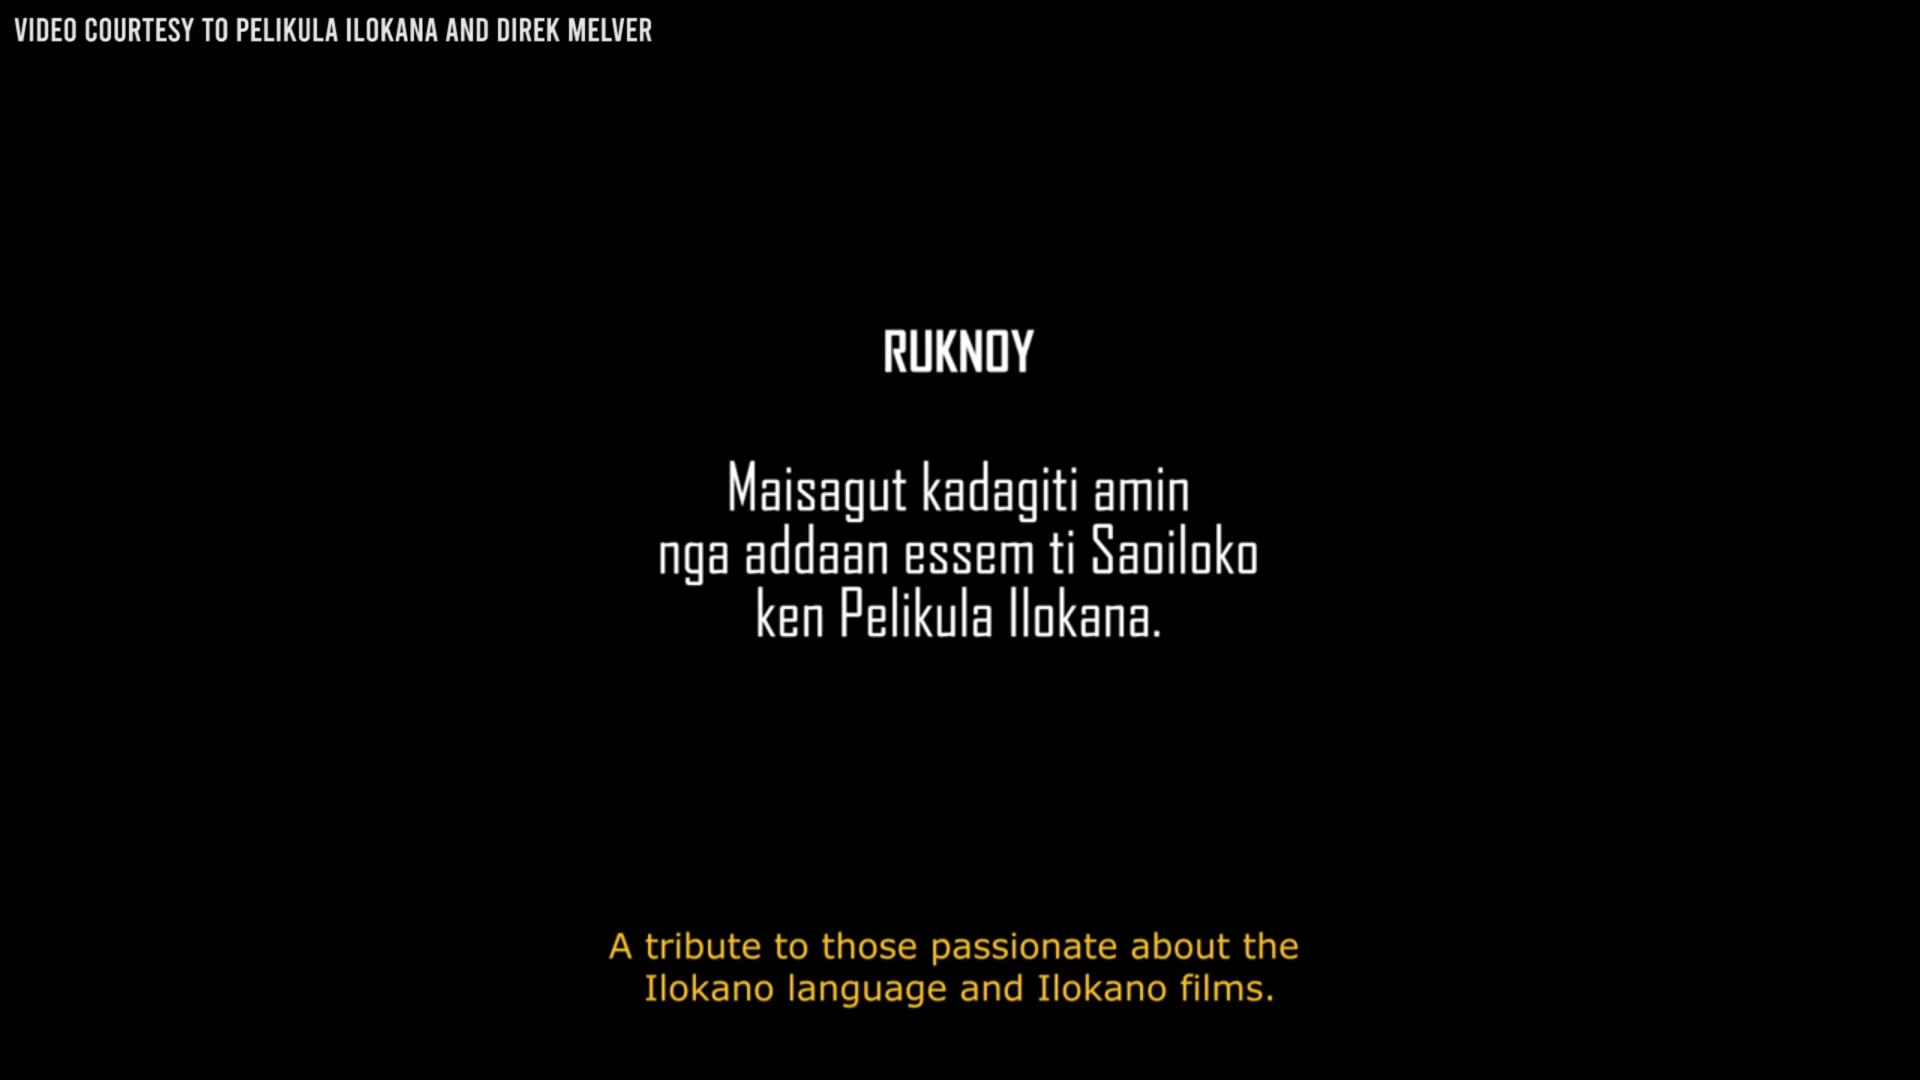 VIDEO COURTESY TO PELIKULA ILOKANA AND DIREK MELVER
RUKNOY
Maisagut kadagiti amin
nga addaan essem ti Saoiloko
ken Pelikula Ilokana.
A tribute to those passionate about the
Ilokano language and Ilokano films.